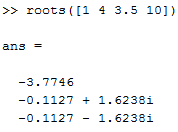 >> roots([1 4 3.5 10])
ans =
-3.7746
-0.1127 + 1.6238i
-0.1127 - 1.6238i